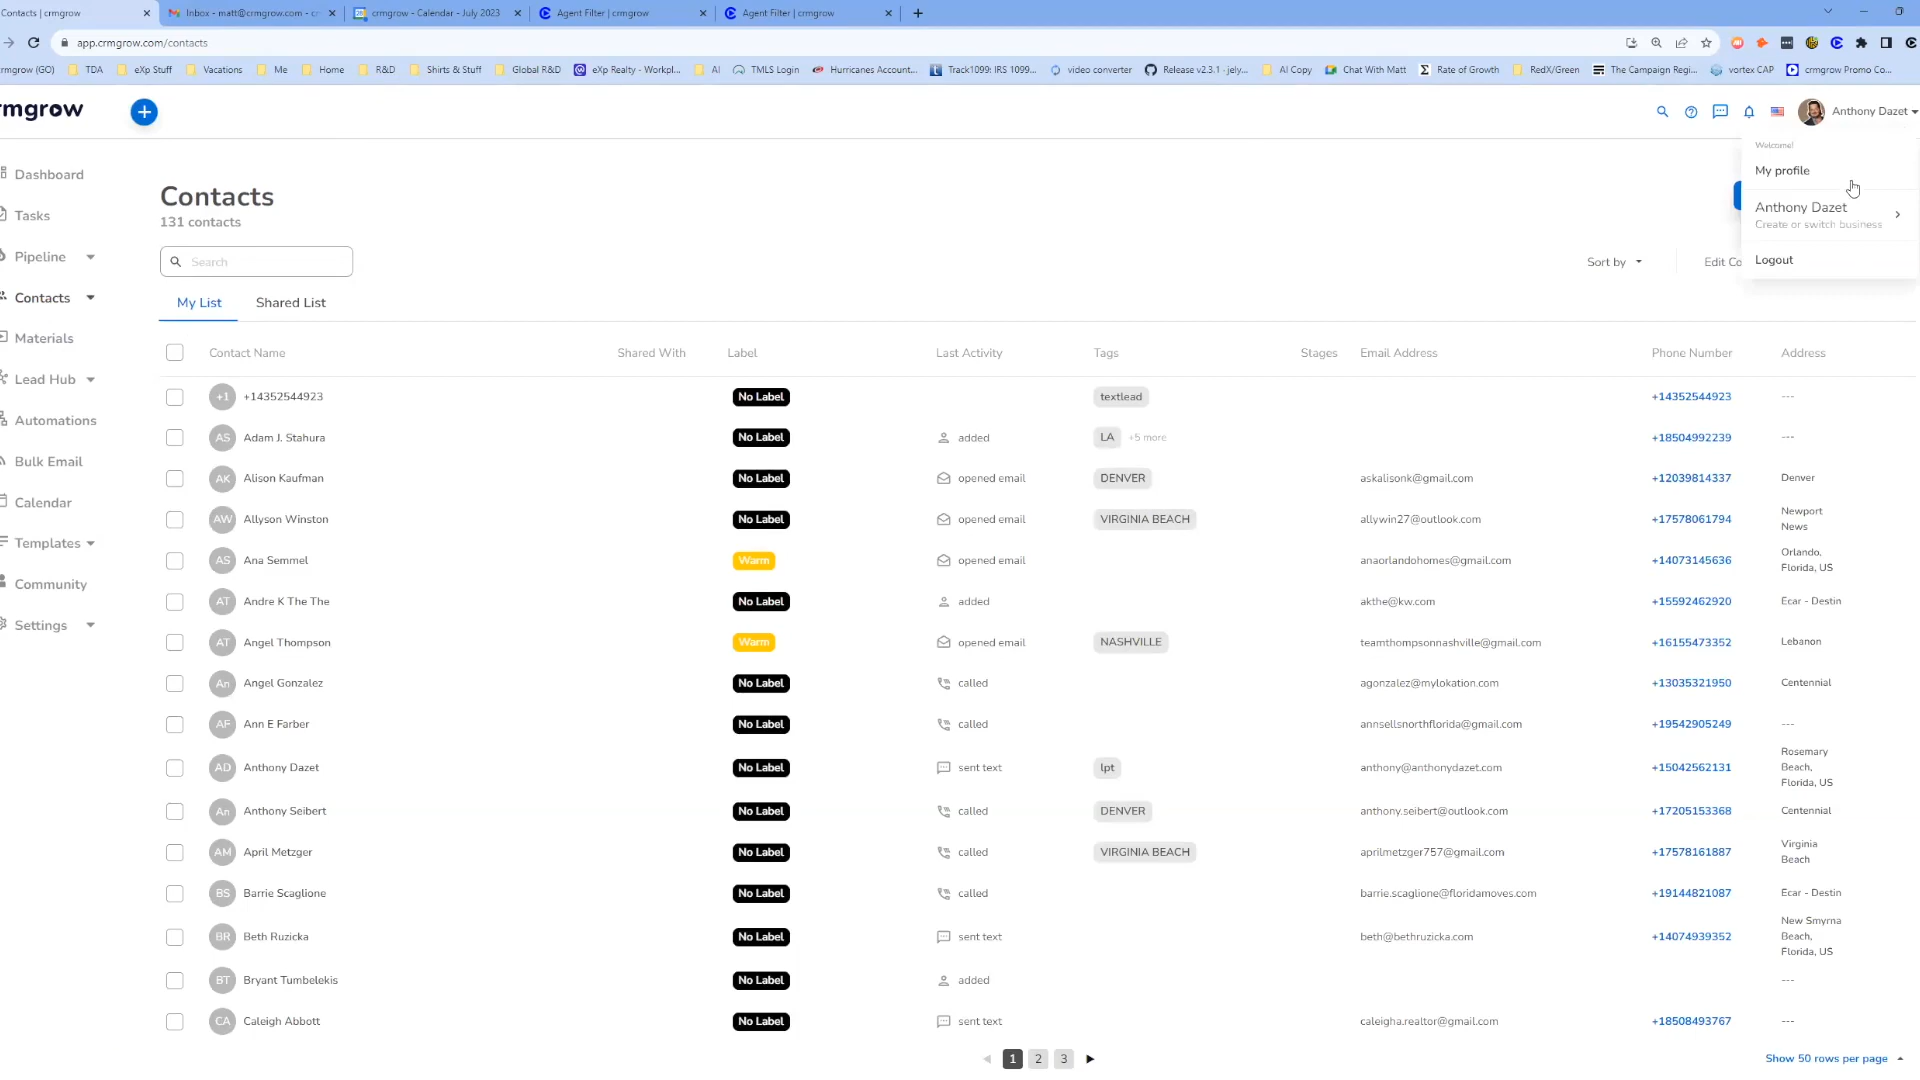 Contacts | crmgrow
Inbox - matt@crmgrow.com - cr
crmgrow - Calendar - July 2023
Agent Filter | crmgrow
Agent Filter | crmgrow
app.crmgrow.com/contacts
rmgrow (GO)
TDA
eXp Stuff
Vacations
Me
Home
R&D
Shirts & Stuff
Global R&D
eXp Realty - Workpl...
AI
TMLS Login
Hurricanes Account...
Track1099: IRS 1099...
video converter
Release v2.3.1 · jely...
AI Copy
Chat With Matt
Rate of Growth
RedX/Green
The Campaign Regi...
vortex CAP
crmgrow Promo Co...
rmgrow
Anthony Dazet
Welcome!
My profile
Anthony Dazet
Create or switch business
Logout
Dashboard
Tasks
Pipeline
Contacts
Materials
Lead Hub
Automations
Bulk Email
Calendar
Templates
Community
Settings
Contacts
131 contacts
Search
Sort by
Edit Co
My List
Shared List
Contact Name Shared With Label Last Activity Tags Stages Email Address Phone Number Address
+1 +14352544923 No Label textlead +14352544923 ---
AS Adam J. Stahura No Label added LA +5 more +18504992239 ---
AK Alison Kaufman No Label opened email DENVER askalisonk@gmail.com +12039814337 Denver
AW Allyson Winston No Label opened email VIRGINIA BEACH allywin27@outlook.com +17578061794 Newport
News
AS Ana Semmel Warm opened email anaorlandohomes@gmail.com +14073145636 Orlando,
Florida, US
AT Andre K The The No Label added akthe@kw.com +15592462920 Ecar - Destin
AT Angel Thompson Warm opened email NASHVILLE teamthompsonnashville@gmail.com +16155473352 Lebanon
An Angel Gonzalez No Label called agonzalez@mylokation.com +13035321950 Centennial
AF Ann E Farber No Label called annsellsnorthflorida@gmail.com +19542905249 ---
AD Anthony Dazet No Label sent text lpt anthony@anthonydazet.com +15042562131 Rosemary
Beach,
Florida, US
An Anthony Seibert No Label called DENVER anthony.seibert@outlook.com +17205153368 Centennial
AM April Metzger No Label called VIRGINIA BEACH aprilmetzger757@gmail.com +17578161887 Virginia
Beach
BS Barrie Scaglione No Label called barrie.scaglione@floridamoves.com +19144821087 Ecar - Destin
BR Beth Ruzicka No Label sent text beth@bethruzicka.com +14074939352 New Smyrna
Beach,
Florida, US
BT Bryant Tumbelekis No Label added ---
CA Caleigh Abbott No Label sent text caleigha.realtor@gmail.com +18508493767 ---
1 2 3
Show 50 rows per page